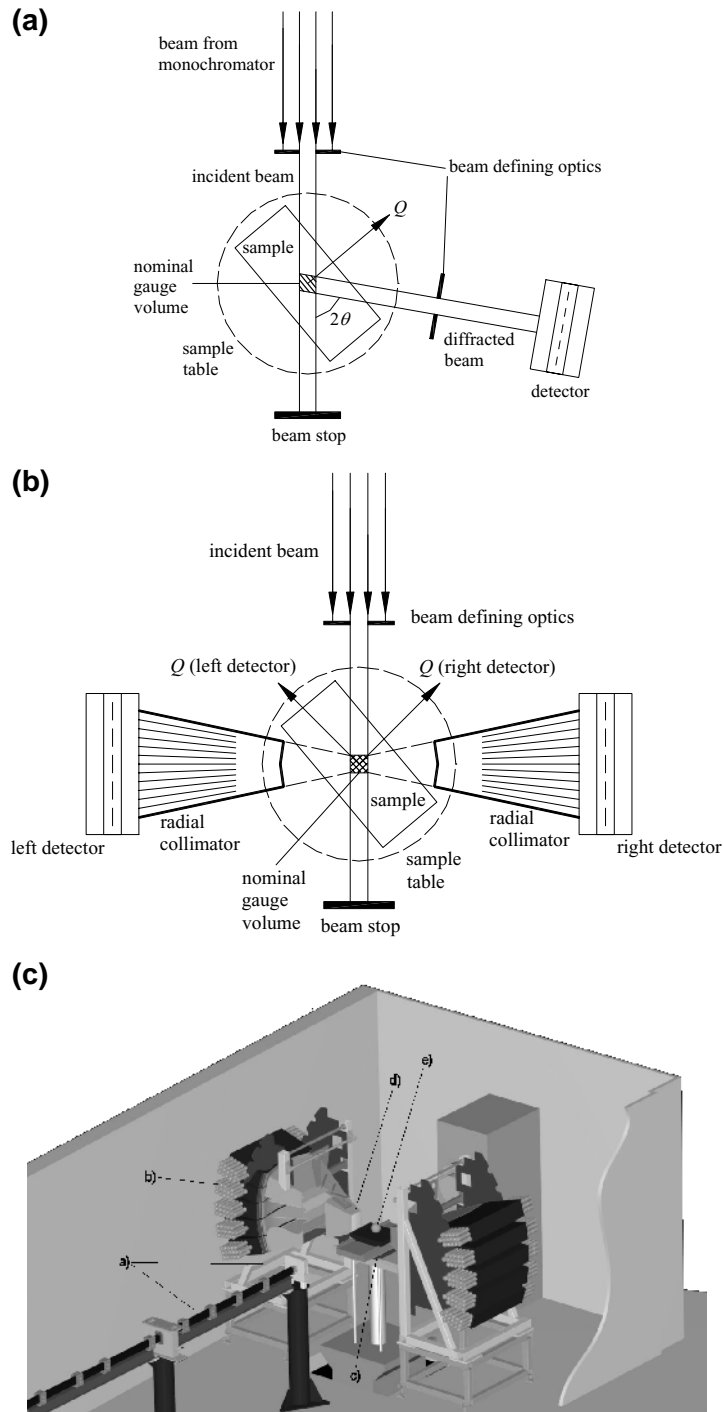 (a)
beam from
monochromator
beam defining optics
incident beam
Q
sample
nominal
gauge
volume
2θ
sample
table
diffracted
beam
detector
beam stop
(b)
incident beam
beam defining optics
Q (left detector)
Q (right detector)
sample
left detector
radial
collimator
radial
collimator
right detector
sample
table
nominal
gauge
volume
beam stop
(c)
e)
d)
b)
a)
c)